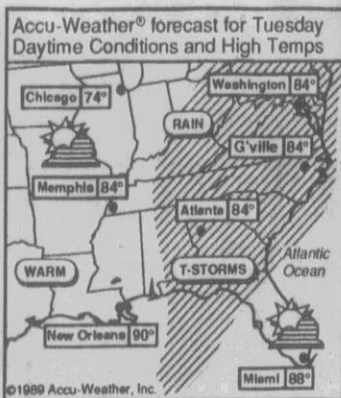 Accu-Weather® forecast for Tuesday
Daytime Conditions and High Temps
Washington 84°
Chicago 74°
RAIN
G'ville 84°
Memphis 84°
Atlanta 84°
Atlantic
Ocean
WARM
T-STORMS
New Orleans 90°
Miami 88°
©1989 Accu-Weather, Inc.